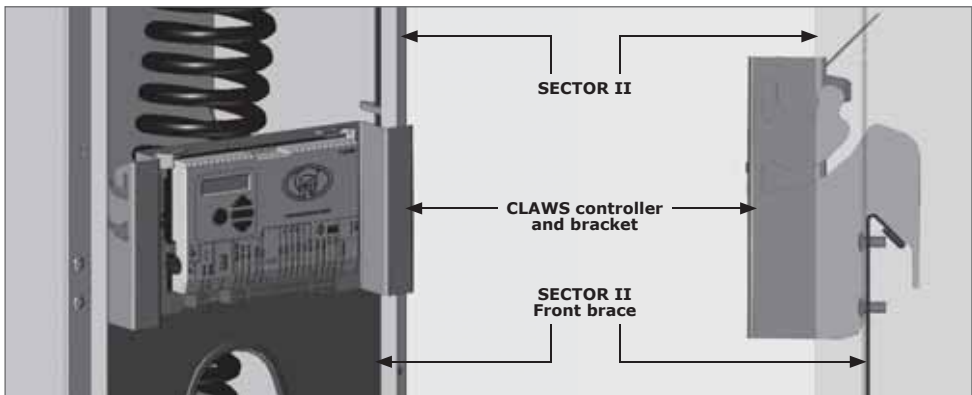 SECTOR II
CLAWS controller
and bracket
SECTOR II
Front brace